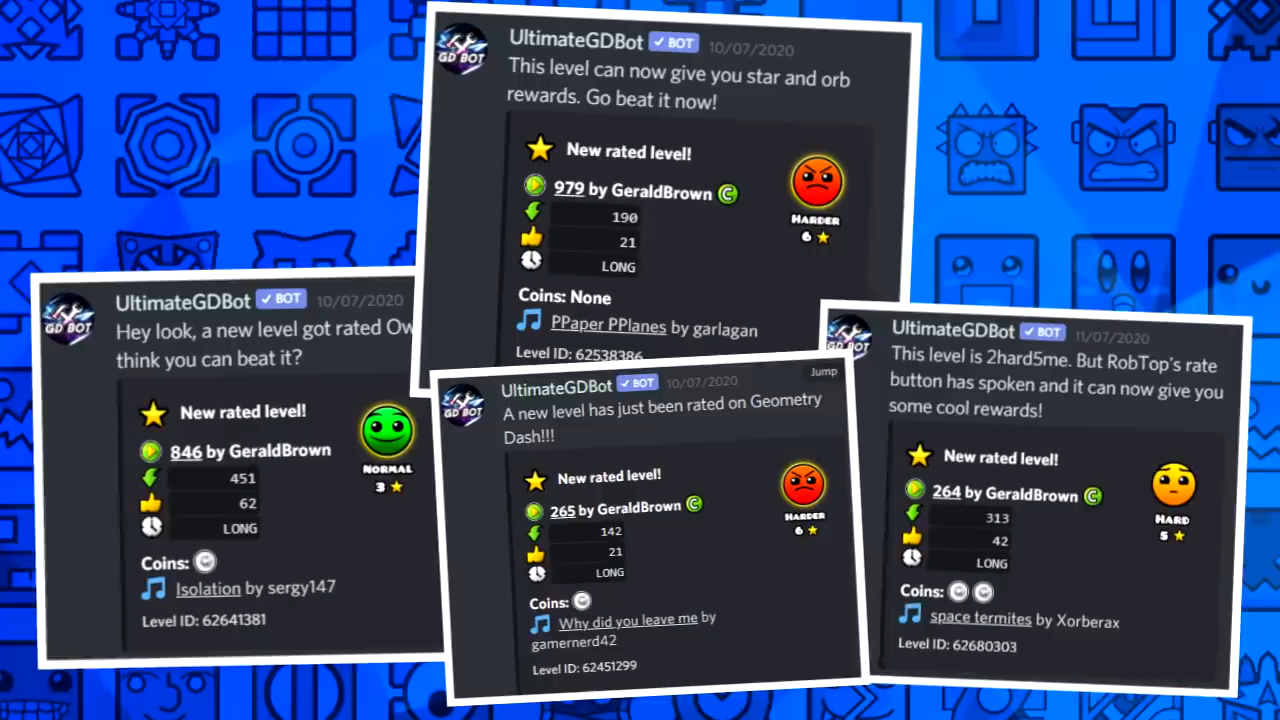 UltimateGDBot ✓ BOT 10/07/2020
This level can now give you star and orb
rewards. Go beat it now!
GD BOT
New rated level!
979 by GeraldBrown C
190
21
LONG
HARDER
6
Coins: None
PPaper PPlanes by garlagan
Level ID: 62538386
UltimateGDBot ✓ BOT 10/07/2020
Hey look, a new level got rated
think you can beat it?
GD BOT
New rated level!
846 by GeraldBrown
451
62
LONG
NORMAL
3
Coins:
Isolation by sergy147
Level ID: 62641381
Jump
UltimateGDBot ✓ BOT 10/07/2020
A new level has just been rated on Geometry
Dash!!!
GD BOT
New rated level!
265 by GeraldBrown C
142
21
LONG
HARDER
6
Coins:
Why did you leave me by
gamernerd42
Level ID: 62451299
UltimateGDBot ✓ BOT 11/07/2020
This level is 2hard5me. But RobTop's rate
button has spoken and it can now give you
some cool rewards!
GD BOT
New rated level!
264 by GeraldBrown C
313
42
LONG
HARD
5
Coins:
space termites by Xorberax
Level ID: 62680303